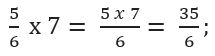 5/6 x 7 = 5 x 7/6 = 35/6;